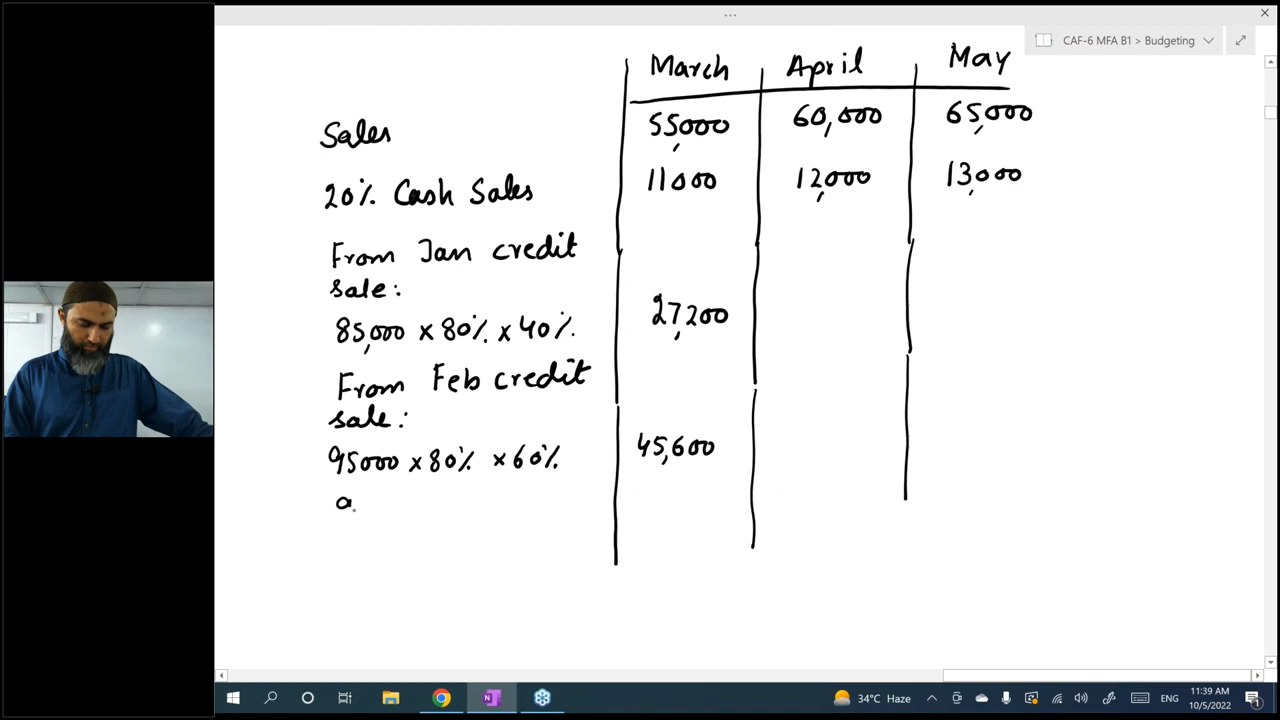 CAF-6 MFA B1 > Budgeting
March April May
Sales 55,000 60,000 65,000
20% Cash Sales 11000 12,000 13,000
From Jan credit
sale:
85,000 x 80% x 40% 27,200
From Feb credit
sale:
95000 x 80% x 60% 45,600
34°C Haze
ENG
11:39 AM
10/5/2022